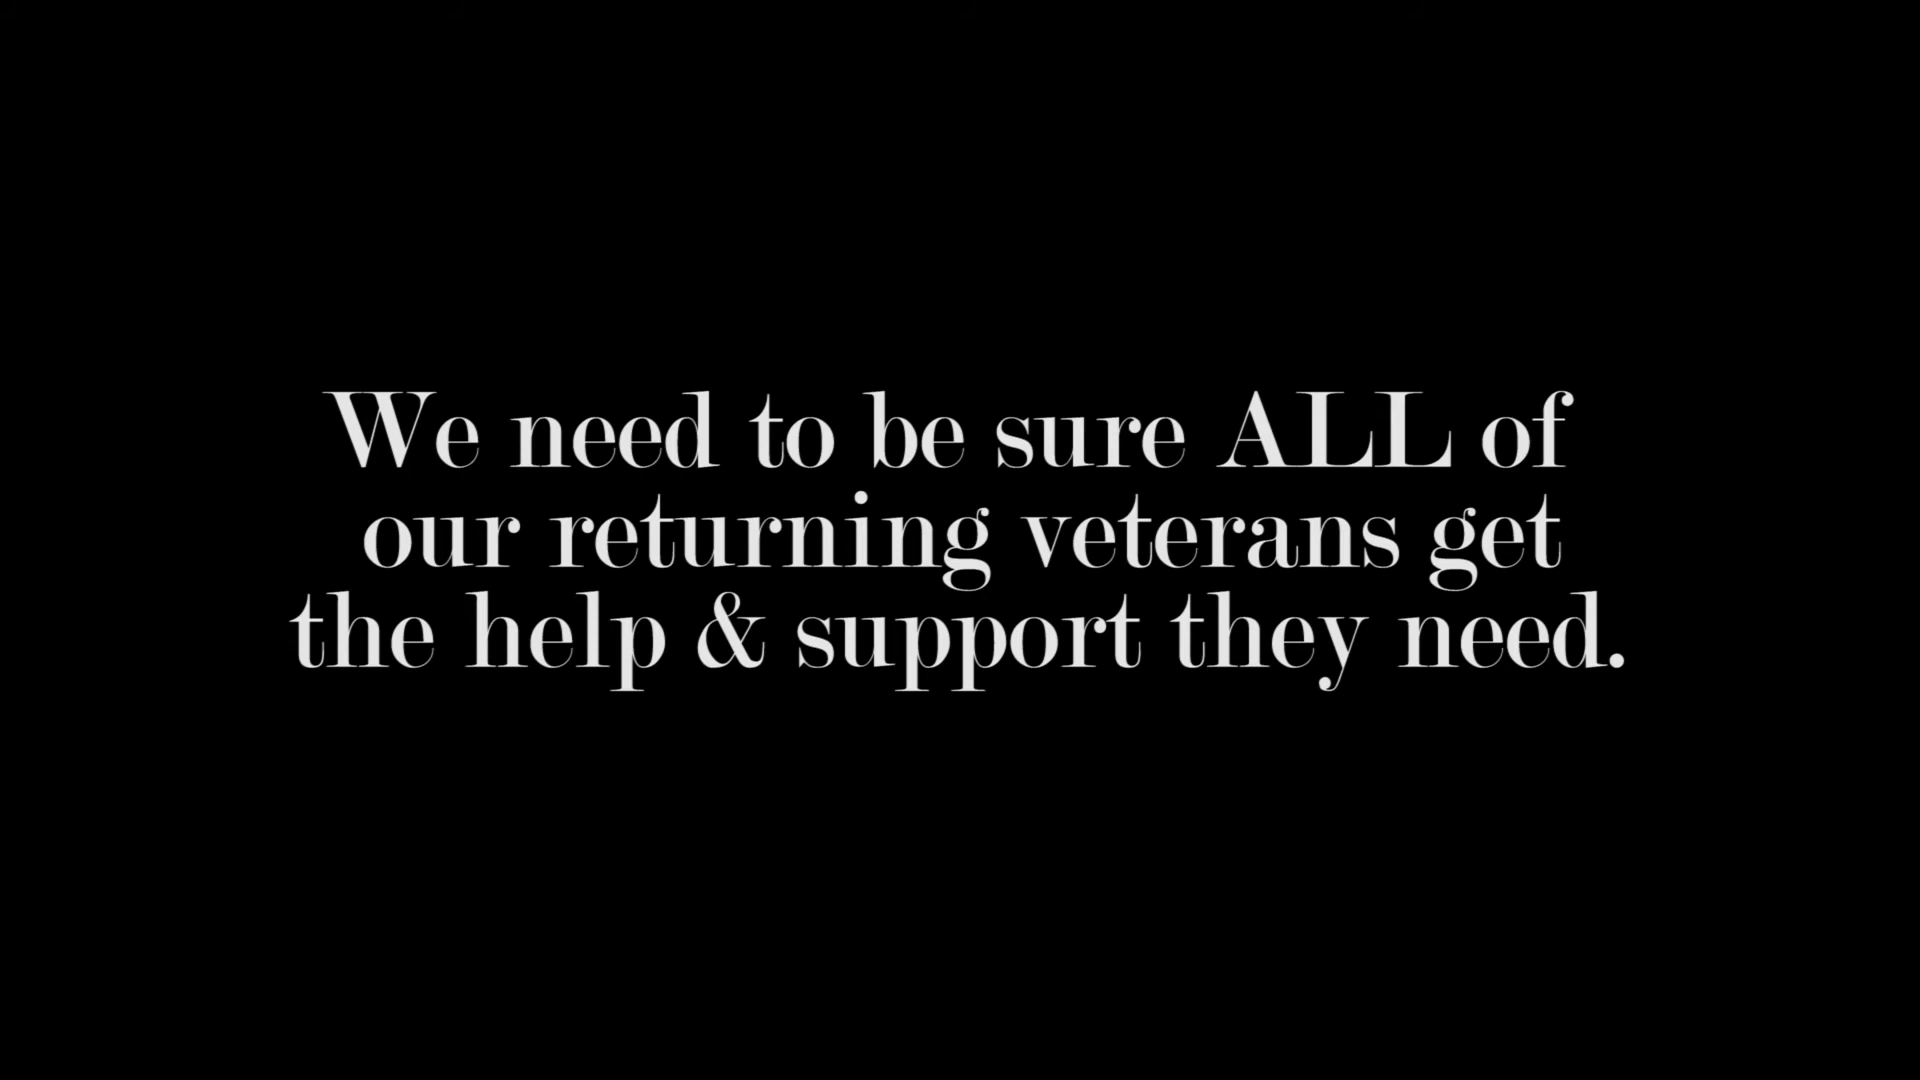 We need to be sure ALL of
our returning veterans get
the help & support they need.